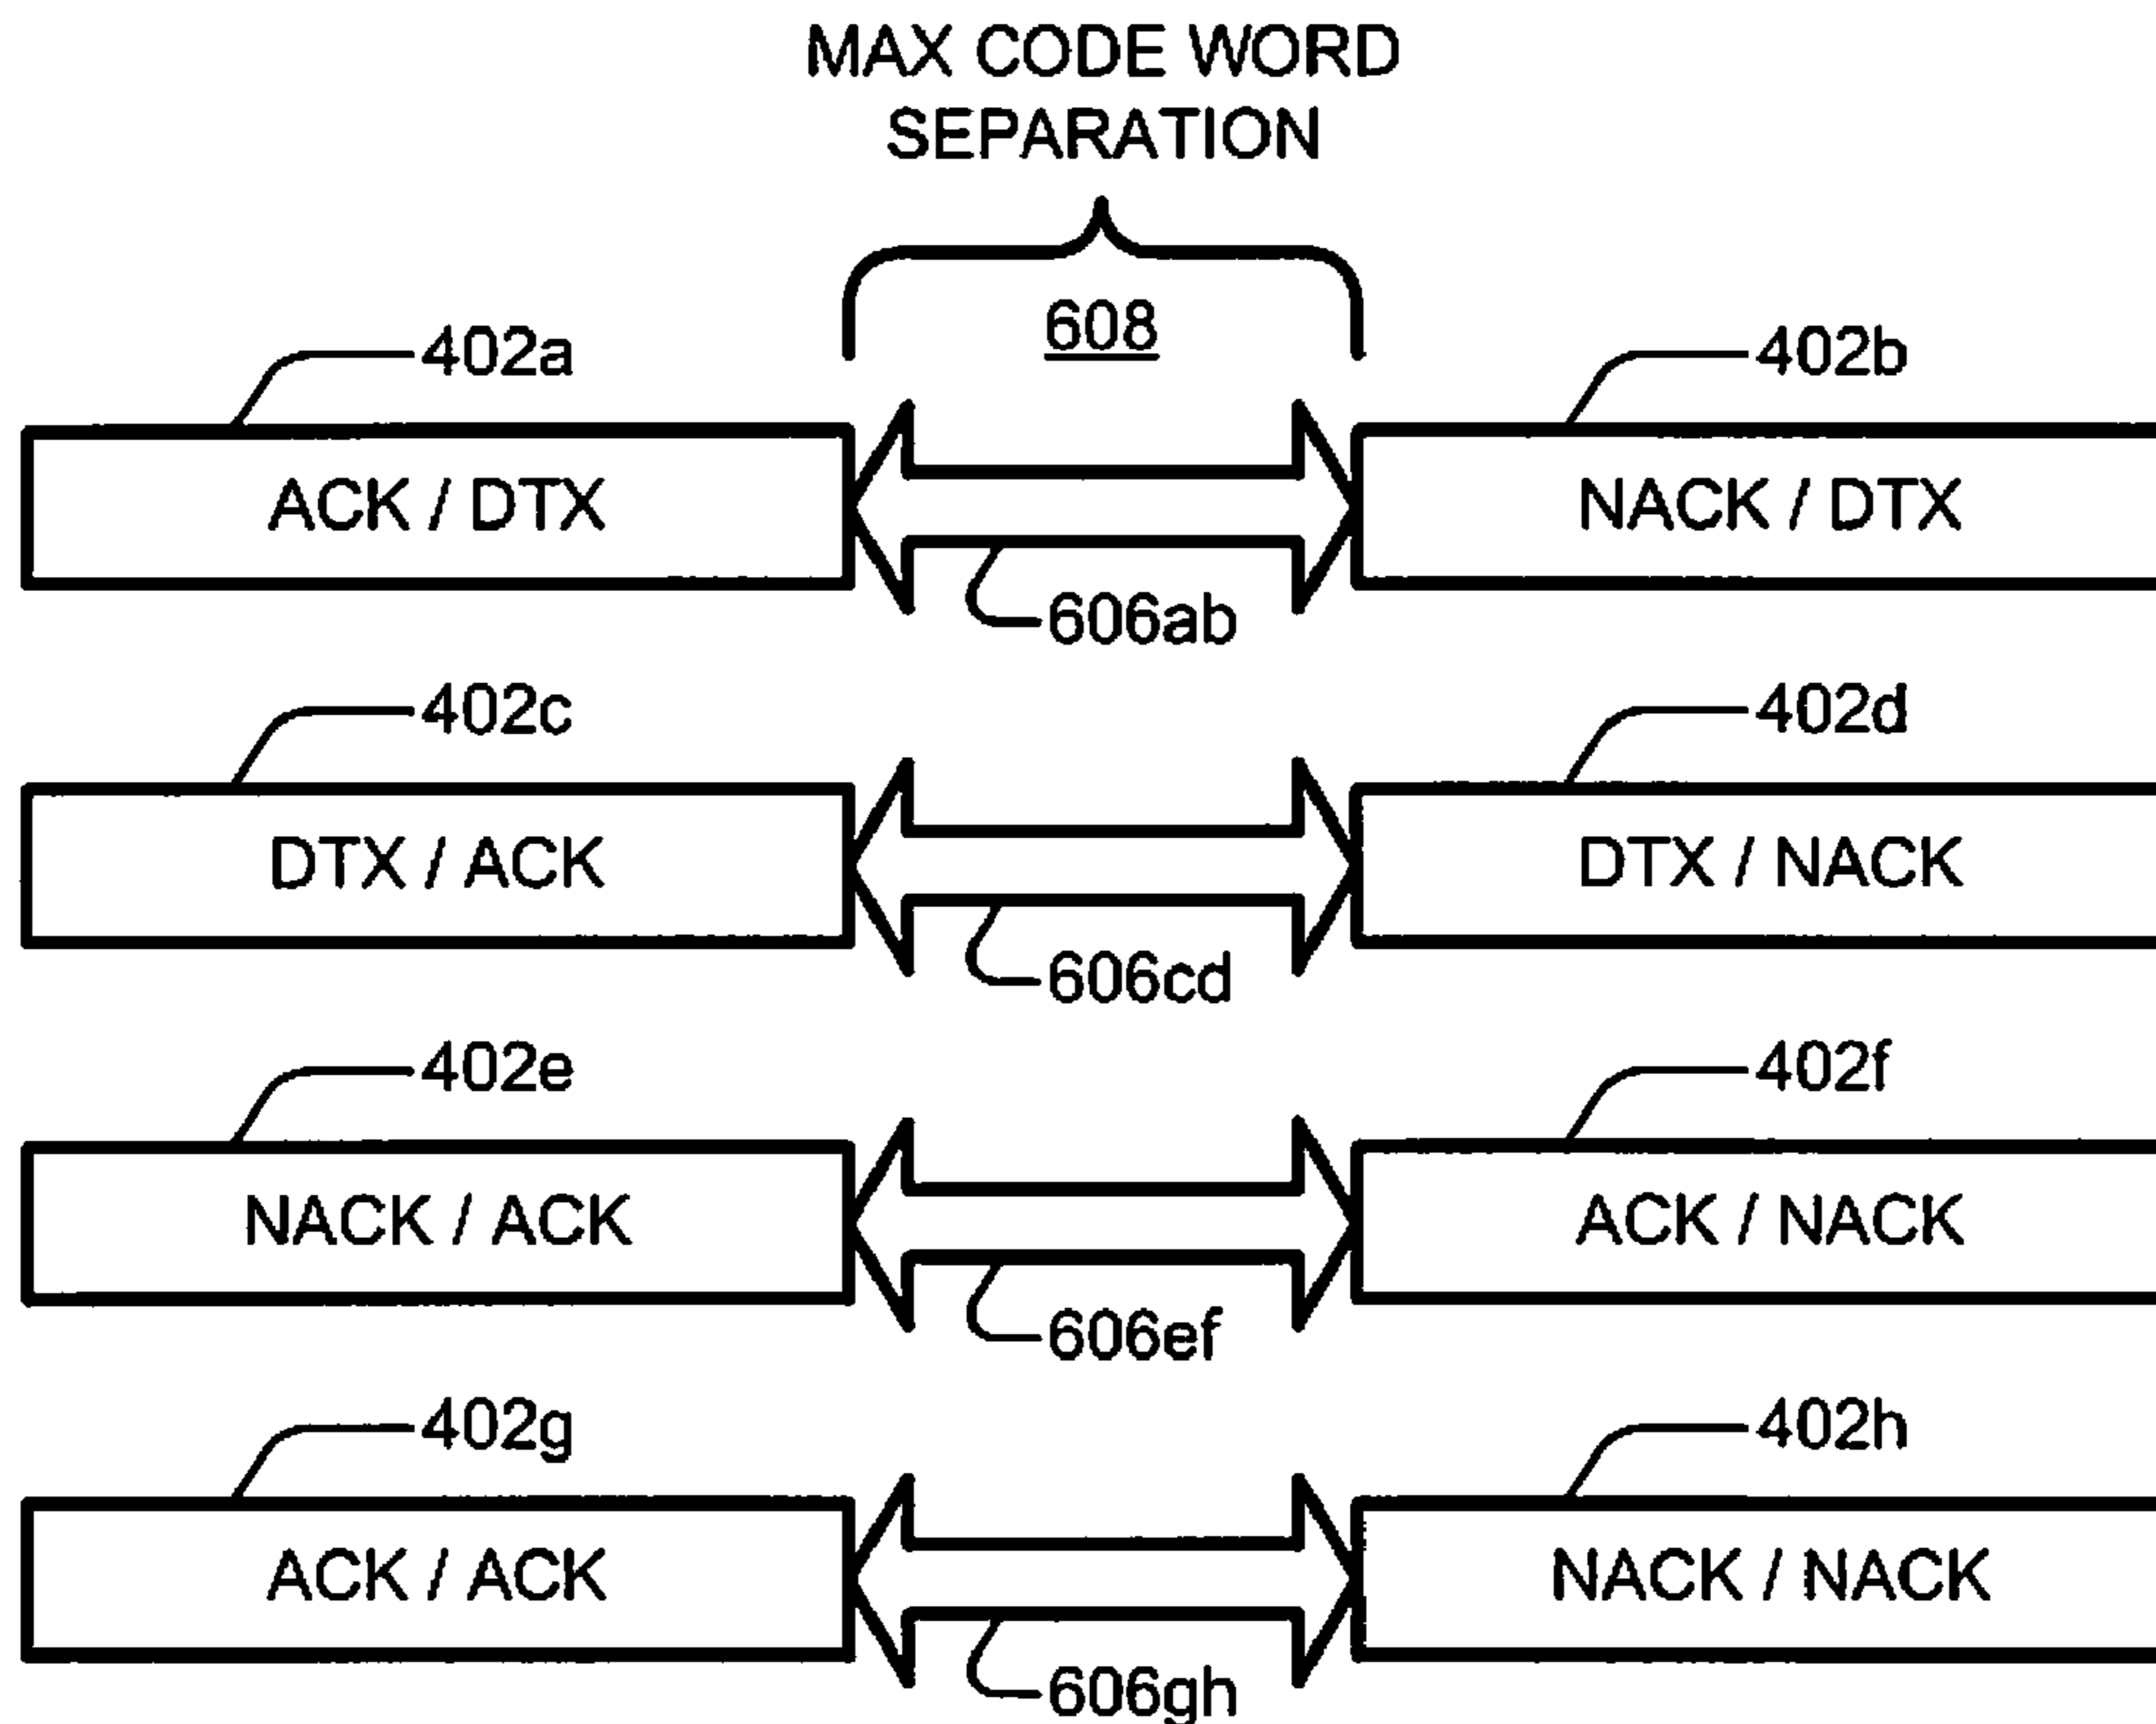 MAX CODE WORD
SEPARATION
608
402a
402b
ACK / DTX
NACK / DTX
606ab
402c
402d
DTX / ACK
DTX / NACK
606cd
402e
402f
NACK / ACK
ACK / NACK
606ef
402g
402h
ACK / ACK
NACK / NACK
606gh